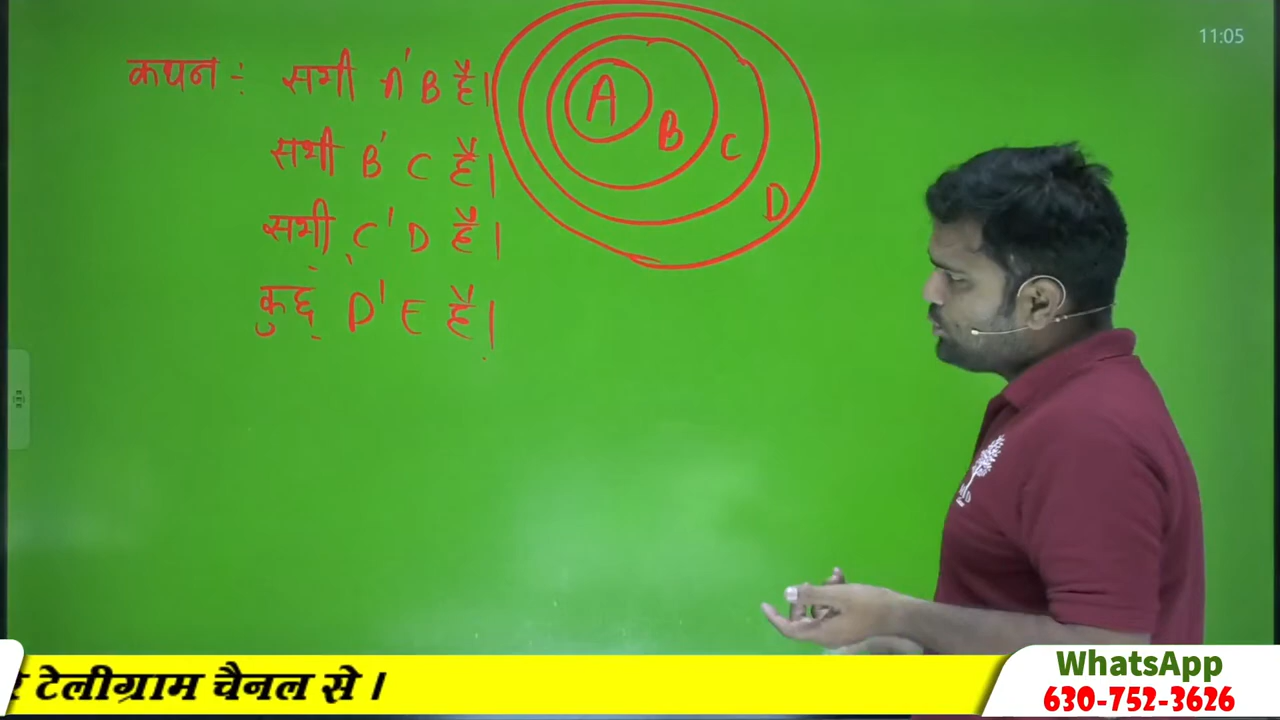 कथन : सभी A' B है।
सभी B' C है।
सभी C' D है।
कुछ D' E है।
A
B
C
D
11:05
टेलीग्राम चैनल से ।
WhatsApp
630-752-3626